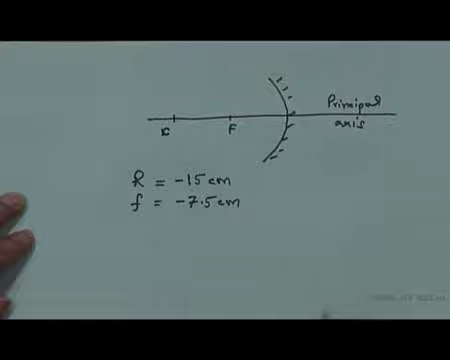 Principal
axis
C F
R = -15 cm
f = -7.5 cm